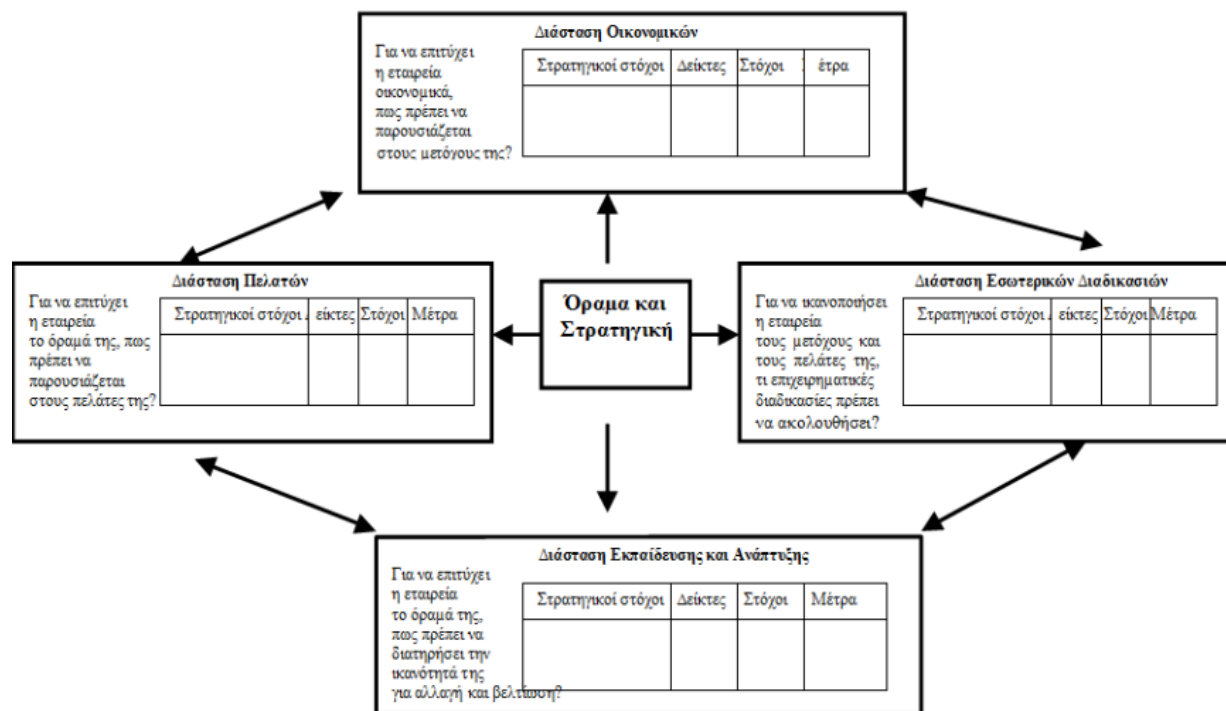 Διάσταση Οικονομικών
Για να επιτύχει
η εταιρεία
οικονομικά,
πως πρέπει να
παρουσιάζεται
στους μετόχους της?
Στρατηγικοί στόχοι Δείκτες Στόχοι έτρα
Διάσταση Πελατών
Για να επιτύχει
η εταιρεία
το όραμά της, πως
πρέπει να
παρουσιάζεται
στους πελάτες της?
Στρατηγικοί στόχοι είκτες Στόχοι Μέτρα
Όραμα και
Στρατηγική
Διάσταση Εσωτερικών Διαδικασιών
Για να ικανοποιήσει
η εταιρεία
τους μετόχους και
τους πελάτες της,
τι επιχειρηματικές
διαδικασίες πρέπει
να ακολουθήσει?
Στρατηγικοί στόχοι είκτες Στόχοι Μέτρα
Διάσταση Εκπαίδευσης και Ανάπτυξης
Για να επιτύχει
η εταιρεία
το όραμά της,
πως πρέπει να
διατηρήσει την
ικανότητά της
για αλλαγή και βελτίωση?
Στρατηγικοί στόχοι Δείκτες Στόχοι Μέτρα